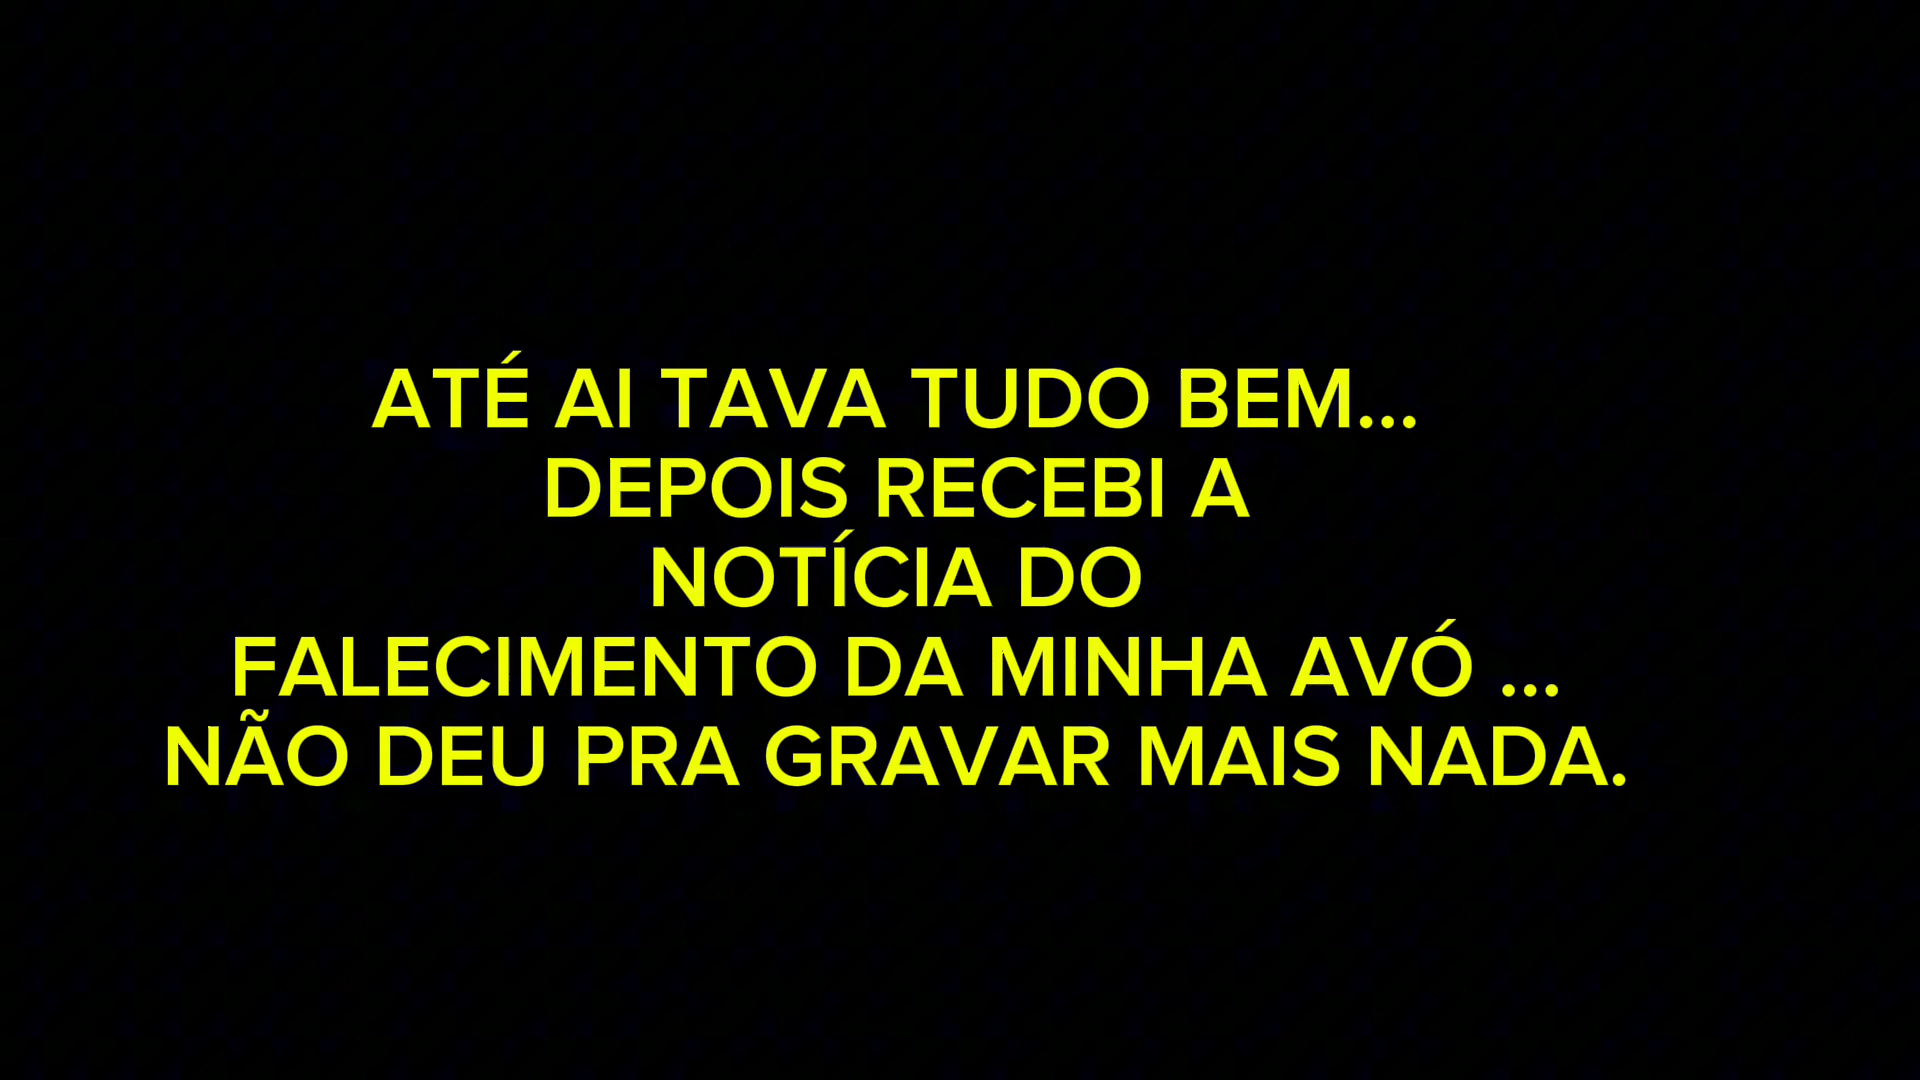 ATÉ AI TAVA TUDO BEM...
DEPOIS RECEBI A
NOTÍCIA DO
FALECIMENTO DA MINHA AVÓ ...
NÃO DEU PRA GRAVAR MAIS NADA.